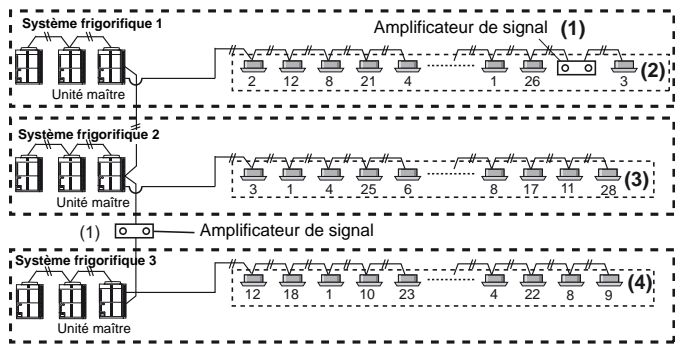 Système frigorifique 1
Amplificateur de signal (1)
Unité maître
2 12 8 21 4 1 26 3 (2)
Système frigorifique 2
Unité maître
3 1 4 25 6 8 17 11 28 (3)
(1) Amplificateur de signal
Système frigorifique 3
Unité maître
12 18 1 10 23 4 22 8 9 (4)